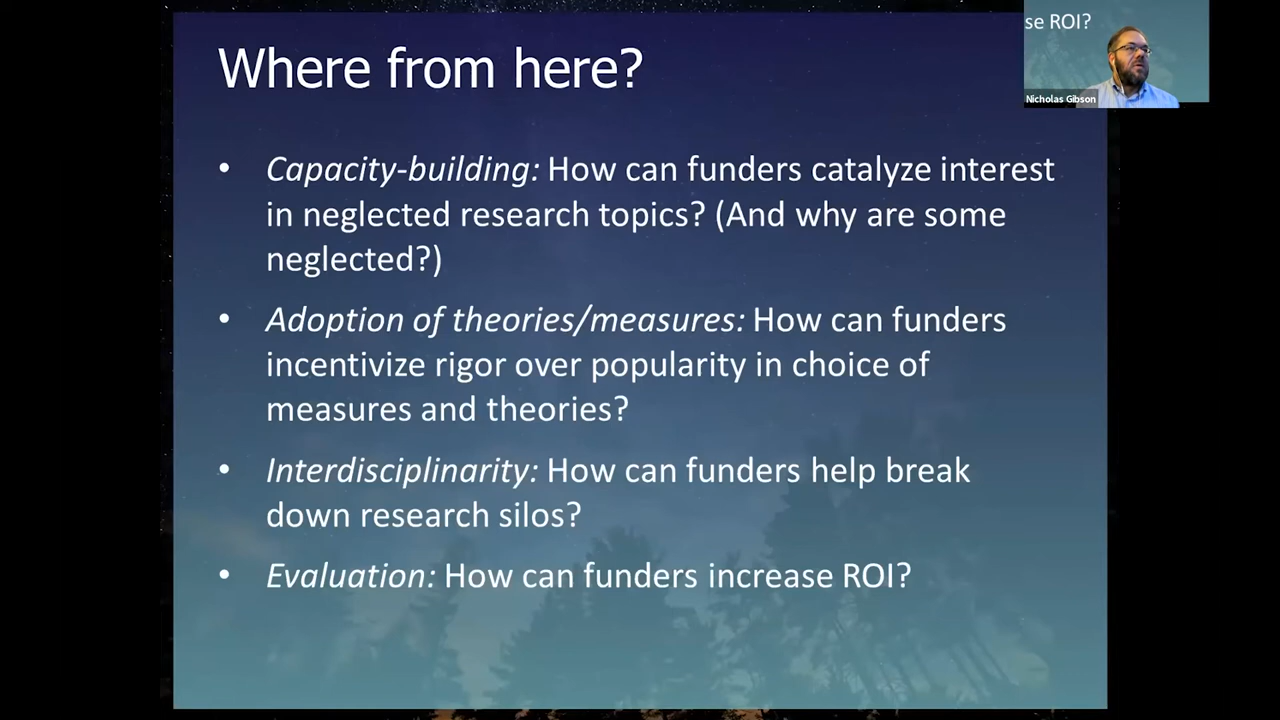 Where from here?
se ROI?
Nicholas Gibson
• Capacity-building: How can funders catalyze interest
in neglected research topics? (And why are some
neglected?)
• Adoption of theories/measures: How can funders
incentivize rigor over popularity in choice of
measures and theories?
• Interdisciplinarity: How can funders help break
down research silos?
• Evaluation: How can funders increase ROI?